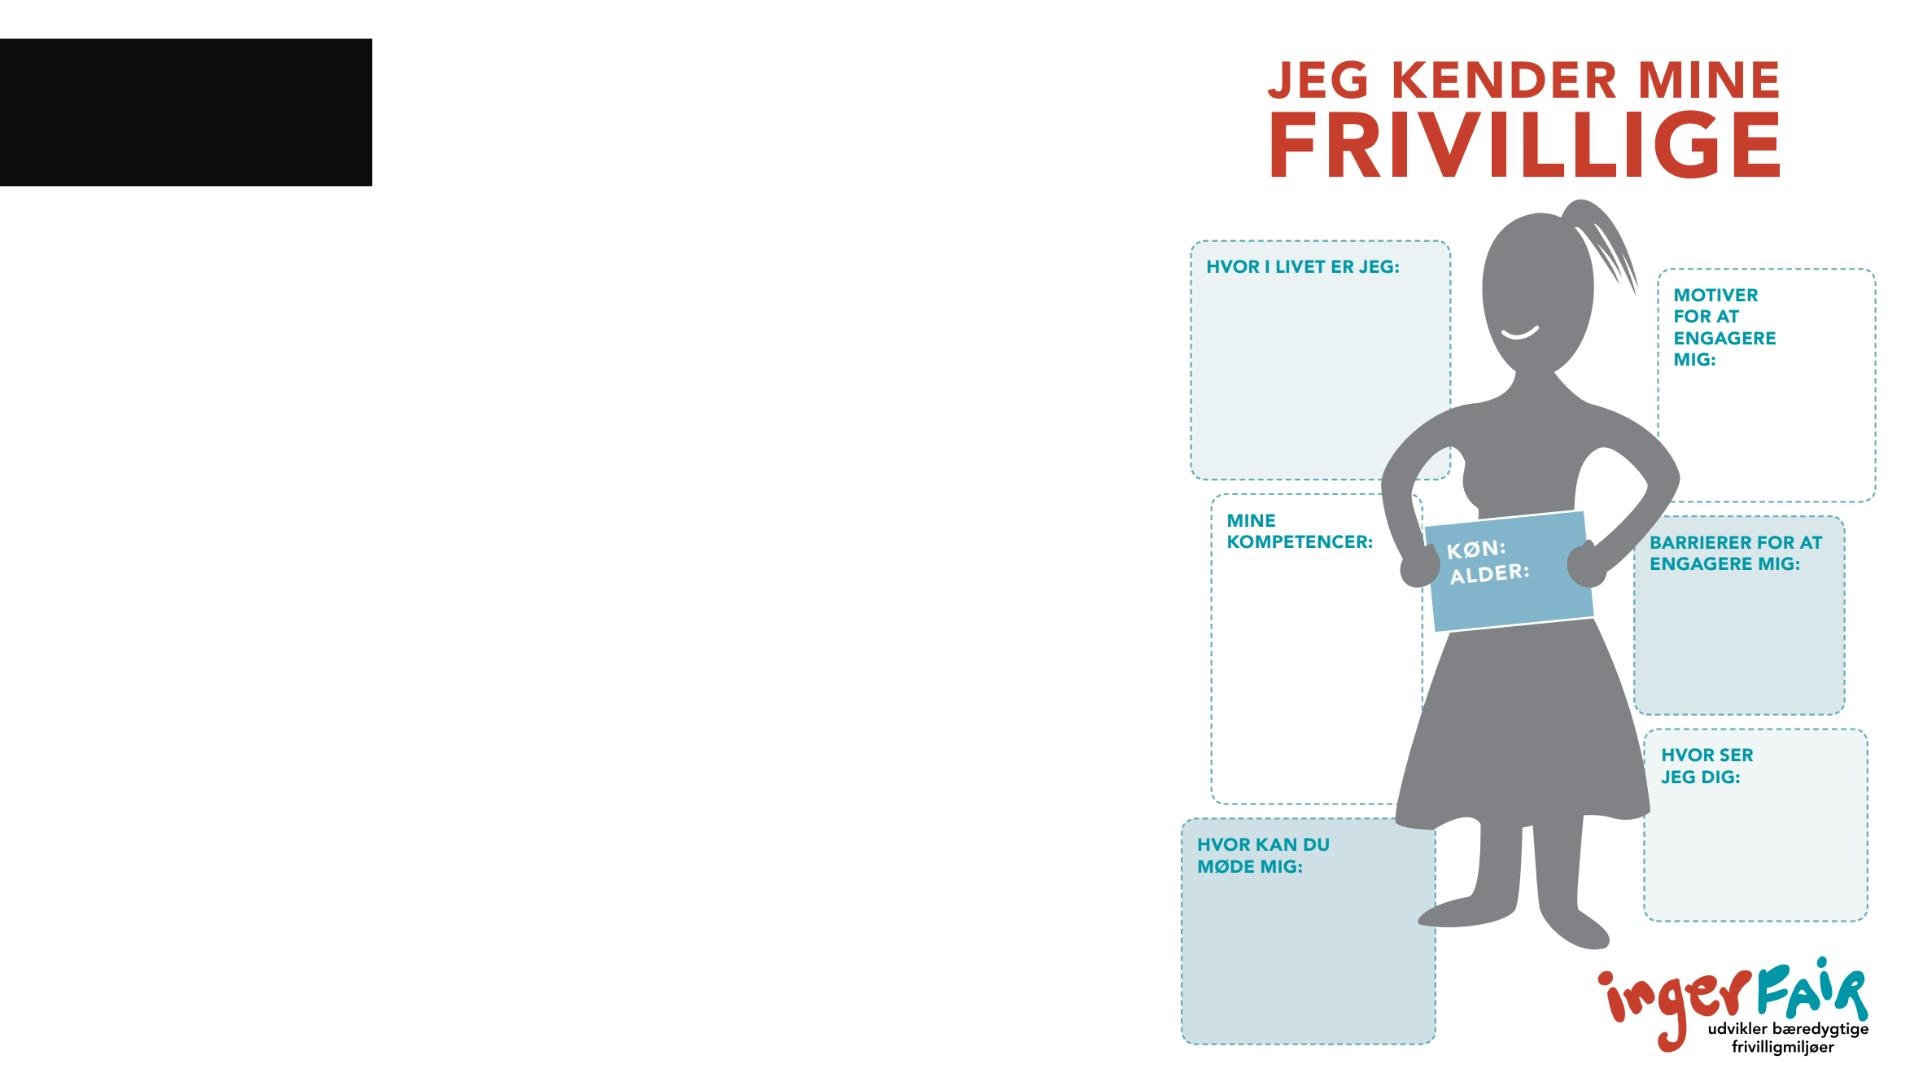 JEG KENDER MINE
FRIVILLIGE
HVOR I LIVET ER JEG:
MOTIVER
FOR AT
ENGAGERE
MIG:
MINE
KOMPETENCER:
KØN:
ALDER:
BARRIERER FOR AT
ENGAGERE MIG:
HVOR SER
JEG DIG:
HVOR KAN DU
MØDE MIG:
ingerFAiR
udvikler bæredygtige
frivilligmiljøer